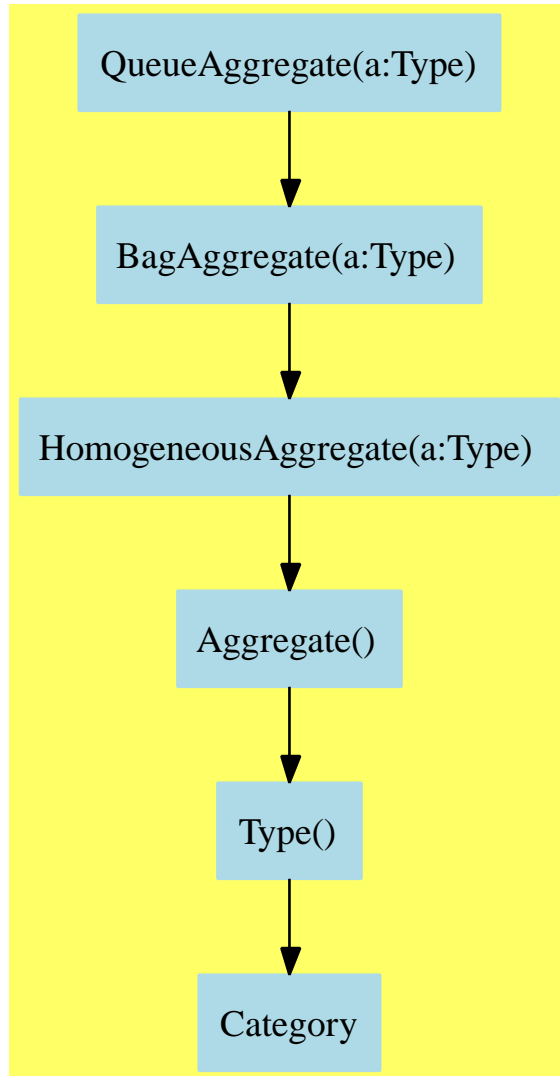 QueueAggregate(a:Type)
BagAggregate(a:Type)
HomogeneousAggregate(a:Type)
Aggregate()
Type()
Category